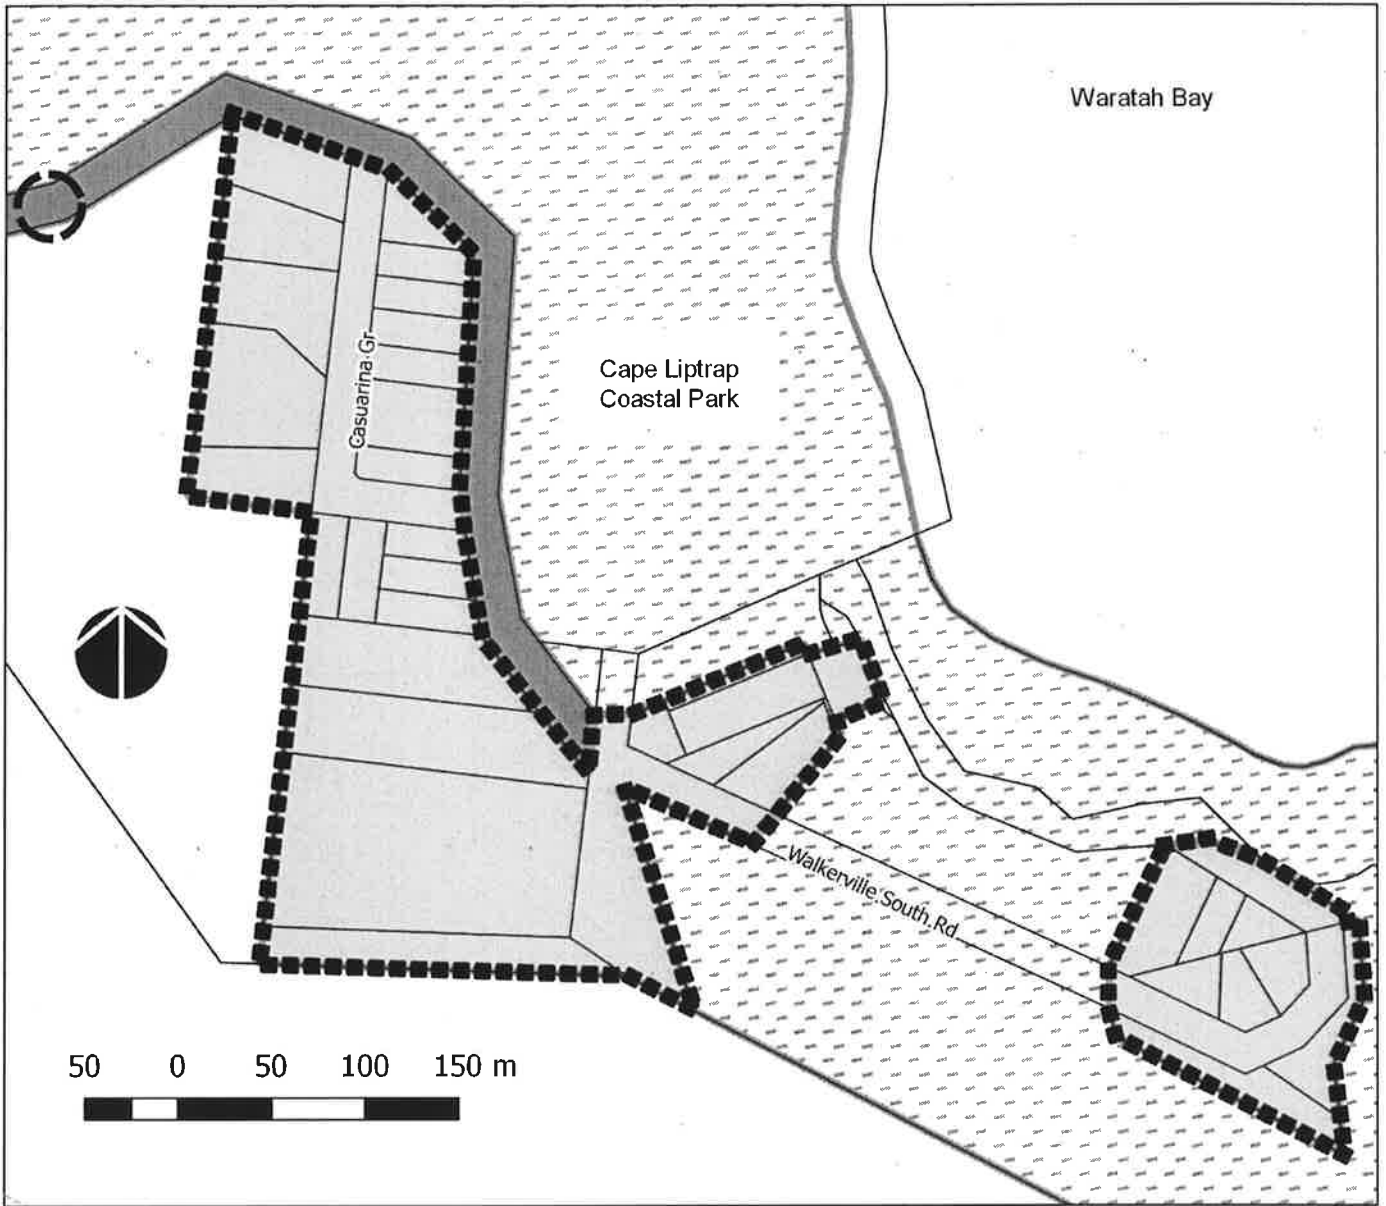 Waratah Bay
Cape Liptrap
Coastal Park
Casuarina Gr
Walkerville South Rd
50 0 50 100 150 m